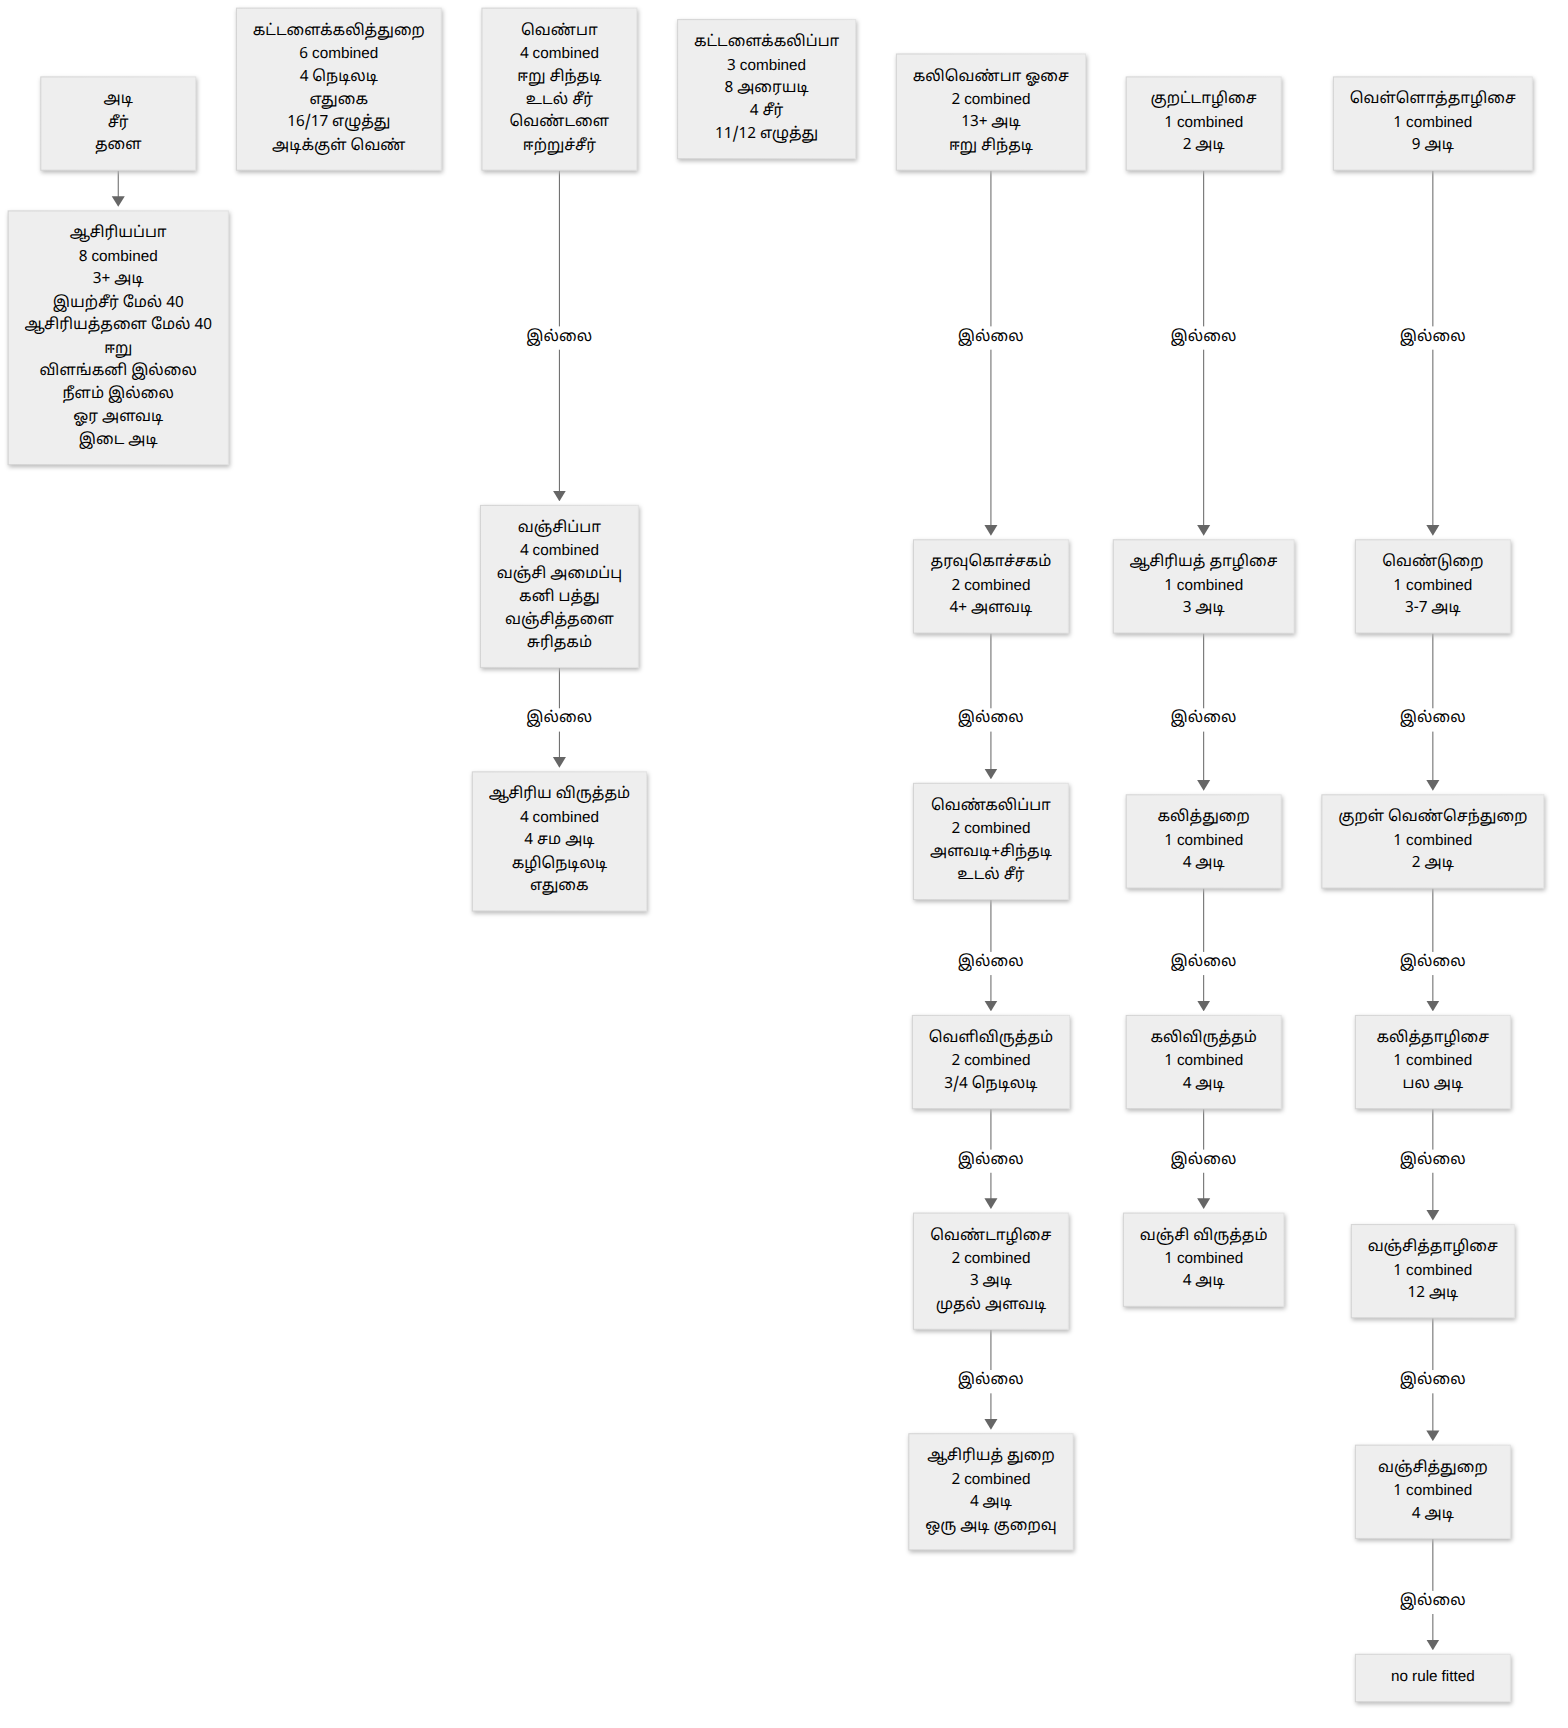 அடி
சீர்
தளை
ஆசிரியப்பா
8 combined
3+ அடி
இயற்சீர் மேல் 40
ஆசிரியத்தளை மேல் 40
ஈறு
விளங்கனி இல்லை
நீளம் இல்லை
ஓர அளவடி
இடை அடி
கட்டளைக்கலித்துறை
6 combined
4 நெடிலடி
எதுகை
16/17 எழுத்து
அடிக்குள் வெண்
வெண்பா
4 combined
ஈறு சிந்தடி
உடல் சீர்
வெண்டளை
ஈற்றுச்சீர்
இல்லை
வஞ்சிப்பா
4 combined
வஞ்சி அமைப்பு
கனி பத்து
வஞ்சித்தளை
சுரிதகம்
இல்லை
ஆசிரிய விருத்தம்
4 combined
4 சம அடி
கழிநெடிலடி
எதுகை
கட்டளைக்கலிப்பா
3 combined
8 அரையடி
4 சீர்
11/12 எழுத்து
கலிவெண்பா ஓசை
2 combined
13+ அடி
ஈறு சிந்தடி
இல்லை
தரவுகொச்சகம்
2 combined
4+ அளவடி
இல்லை
வெண்கலிப்பா
2 combined
அளவடி+சிந்தடி
உடல் சீர்
இல்லை
வெளிவிருத்தம்
2 combined
3/4 நெடிலடி
இல்லை
வெண்டாழிசை
2 combined
3 அடி
முதல் அளவடி
இல்லை
ஆசிரியத் துறை
2 combined
4 அடி
ஒரு அடி குறைவு
குறட்டாழிசை
1 combined
2 அடி
இல்லை
ஆசிரியத் தாழிசை
1 combined
3 அடி
இல்லை
கலித்துறை
1 combined
4 அடி
இல்லை
கலிவிருத்தம்
1 combined
4 அடி
இல்லை
வஞ்சி விருத்தம்
1 combined
4 அடி
வெள்ளொத்தாழிசை
1 combined
9 அடி
இல்லை
வெண்டுறை
1 combined
3-7 அடி
இல்லை
குறள் வெண்செந்துறை
1 combined
2 அடி
இல்லை
கலித்தாழிசை
1 combined
பல அடி
இல்லை
வஞ்சித்தாழிசை
1 combined
12 அடி
இல்லை
வஞ்சித்துறை
1 combined
4 அடி
இல்லை
no rule fitted